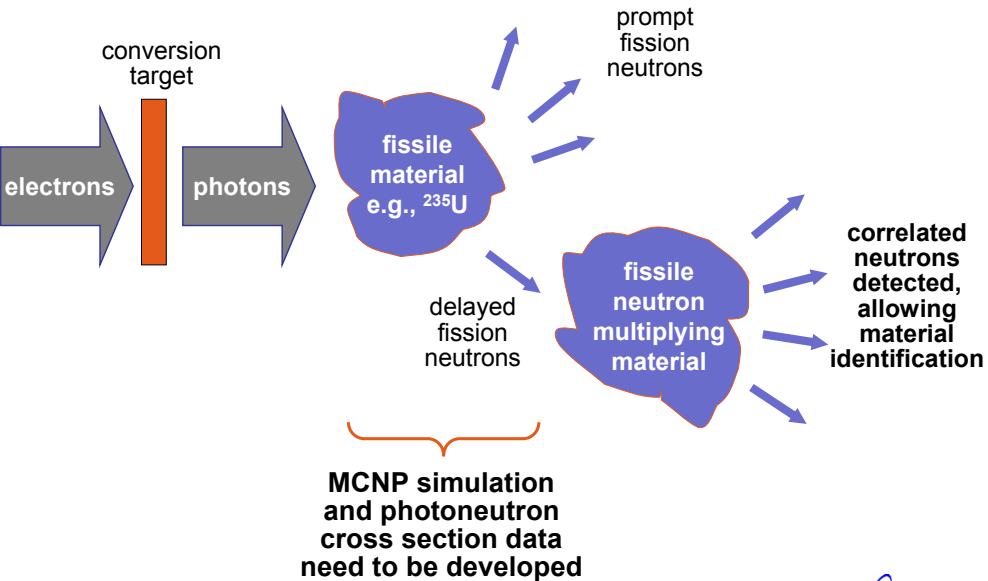 prompt
fission
neutrons
conversion
target
electrons
photons
fissile
material
e.g., ²³⁵U
delayed
fission
neutrons
fissile
neutron
multiplying
material
correlated
neutrons
detected,
allowing
material
identification
MCNP simulation
and photoneutron
cross section data
need to be developed